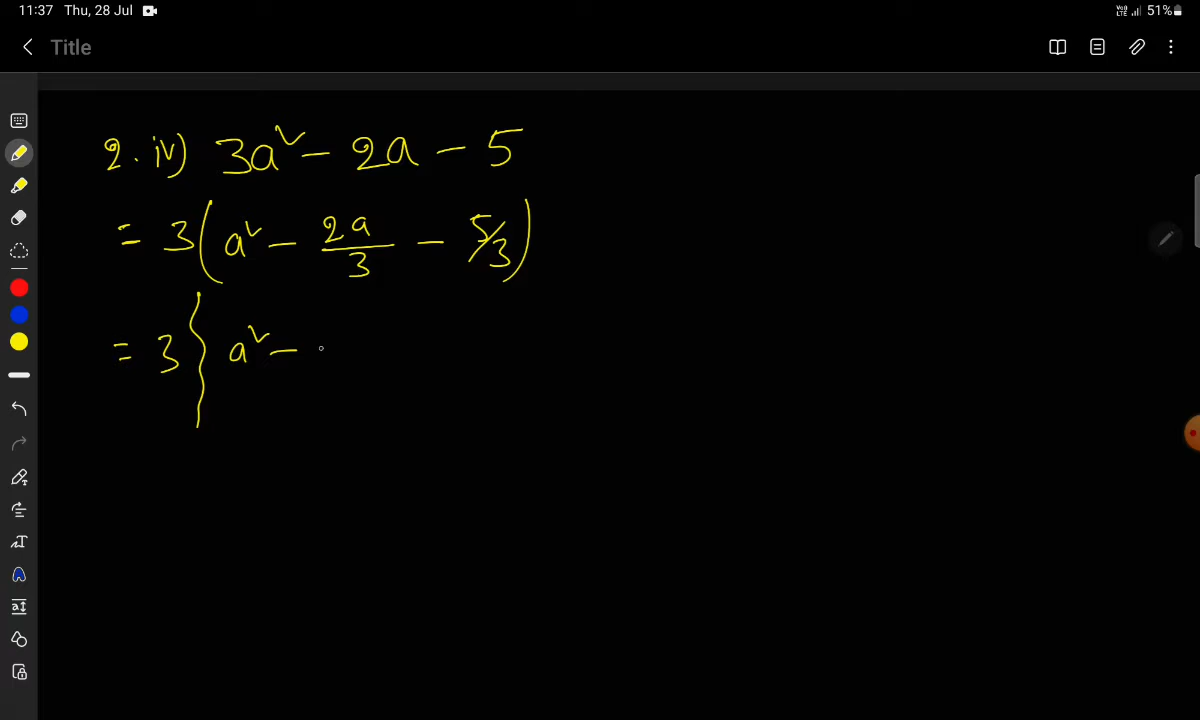 11:37 Thu, 28 Jul 51%
Title
2. iv) 3a² - 2a - 5
= 3(a² - 2a/3 - 5/3)
= 3{a² -